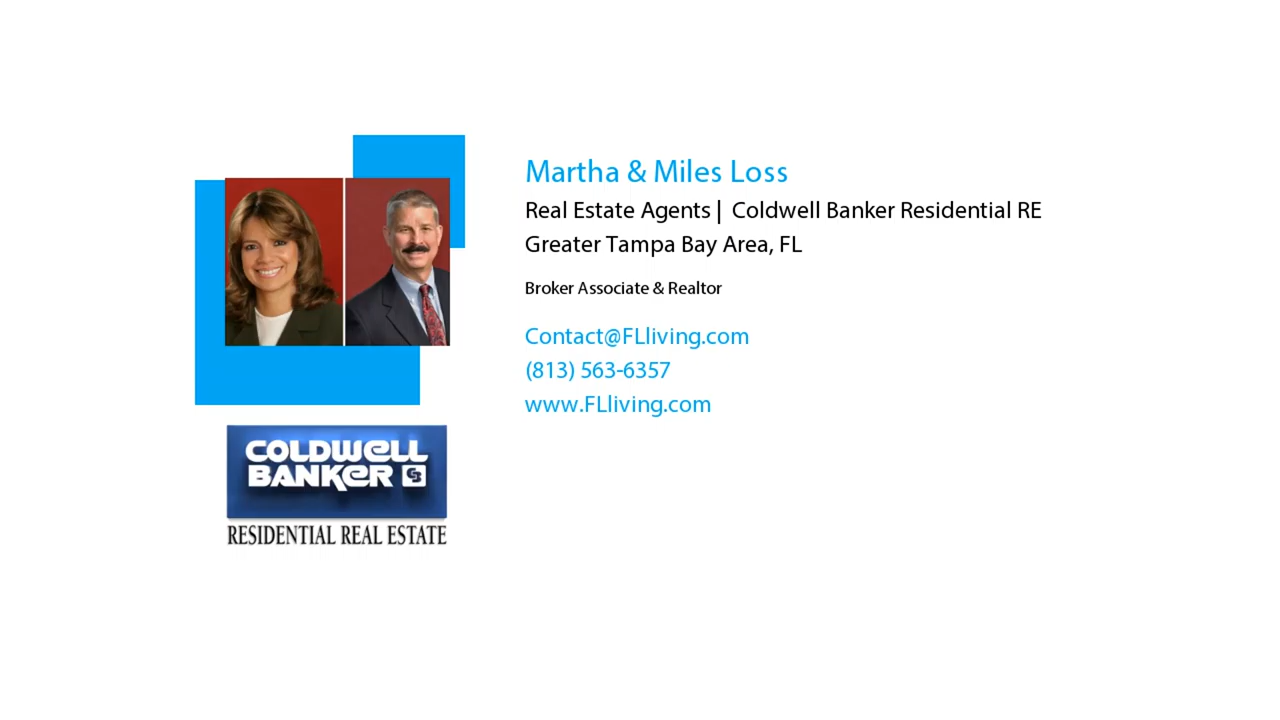 Martha & Miles Loss
Real Estate Agents | Coldwell Banker Residential RE
Greater Tampa Bay Area, FL
Broker Associate & Realtor
Contact@FLliving.com
(813) 563-6357
www.FLliving.com
COLDWELL
BANKER CB
RESIDENTIAL REAL ESTATE